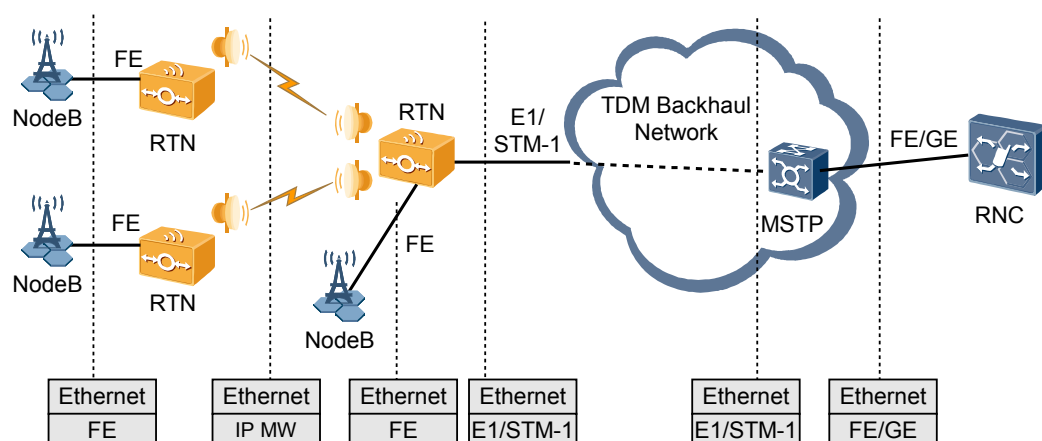 FE
NodeB
RTN
RTN
E1/
STM-1
TDM Backhaul
Network
FE/GE
MSTP
RNC
FE
NodeB
RTN
FE
NodeB
Ethernet
FE
Ethernet
IP MW
Ethernet
FE
Ethernet
E1/STM-1
Ethernet
E1/STM-1
Ethernet
FE/GE